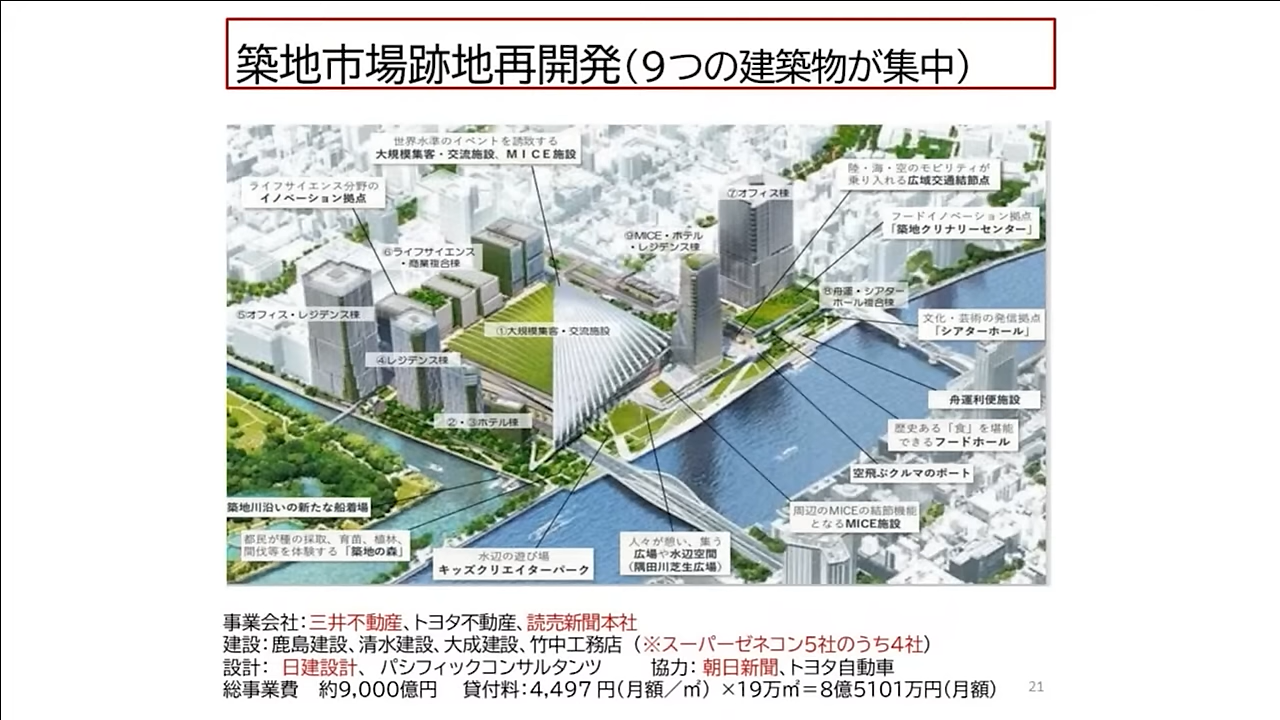 築地市場跡地再開発(9つの建築物が集中)
世界水準のイベントを誘致する
大規模集客・交流施設、MICE施設
ライフサイエンス分野の
イノベーション拠点
陸・海・空のモビリティが
乗り入れる広域交通結節点
⑦オフィス棟
フードイノベーション拠点
「築地クリナリーセンター」
⑨MICE・ホテル
・レジデンス棟
⑥ライフサイエンス
・商業複合棟
⑧舟運・シアター
ホール複合棟
⑤オフィス・レジデンス棟
①大規模集客・交流施設
文化・芸術の発信拠点
「シアターホール」
④レジデンス棟
舟運利便施設
②・③ホテル棟
歴史ある「食」を堪能
できるフードホール
空飛ぶクルマのポート
築地川沿いの新たな船着場
周辺のMICEの結節機能
となるMICE施設
都民が種の採取、育苗、植林、
間伐等を体験する「築地の森」
水辺の遊び場
キッズクリエイターパーク
人々が憩い、集う
広場や水辺空間
(隅田川芝生広場)
事業会社:三井不動産、トヨタ不動産、読売新聞本社
建設:鹿島建設、清水建設、大成建設、竹中工務店(※スーパーゼネコン5社のうち4社)
設計: 日建設計、 パシフィックコンサルタンツ 協力:朝日新聞、トヨタ自動車
総事業費 約9,000億円 貸付料:4,497円(月額/㎡)×19万㎡=8億5101万円(月額)
21